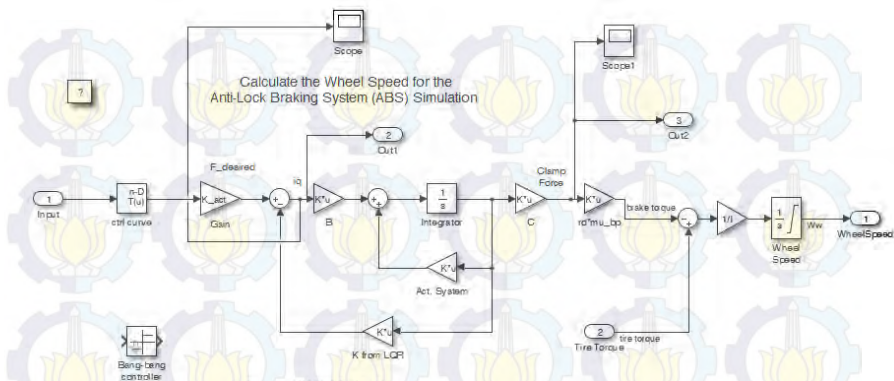 Scope
Scope1
Calculate the Wheel Speed for the
Anti-Lock Braking System (ABS) Simulation
?
2
Out1
3
Out2
F_desired
iq
Clamp
Force
1
Input
n-D
T(u)
ctrl curve
K_act
Gain
K*u
B
1
s
Integrator
K*u
C
K*u
rd*mu_bp
brake toque
1/I
1
s
Wheel
Speed
Ww
1
WheelSpeed
K*u
Act. System
K*u
K from LQR
2
Tire Torque
tire torque
Bang-bang
controller